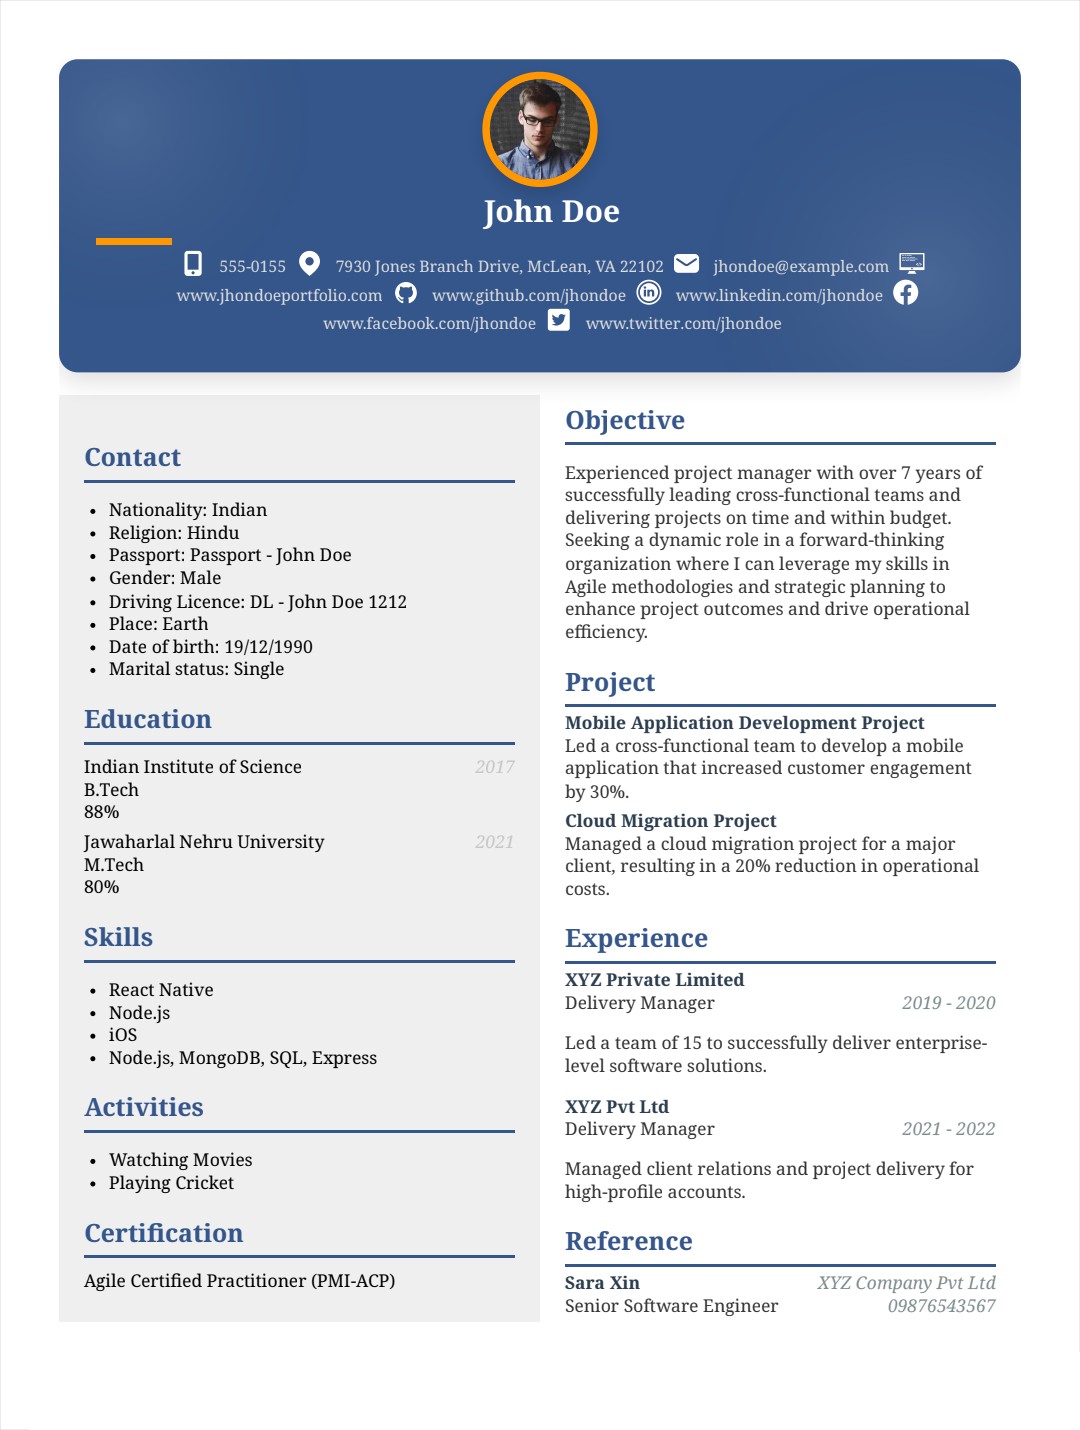 John Doe
555-0155 7930 Jones Branch Drive, McLean, VA 22102 jhondoe@example.com
www.jhondoeportfolio.com www.github.com/jhondoe www.linkedin.com/jhondoe
www.facebook.com/jhondoe www.twitter.com/jhondoe
Contact
• Nationality: Indian
• Religion: Hindu
• Passport: Passport - John Doe
• Gender: Male
• Driving Licence: DL - John Doe 1212
• Place: Earth
• Date of birth: 19/12/1990
• Marital status: Single
Education
Indian Institute of Science 2017
B.Tech
88%
Jawaharlal Nehru University 2021
M.Tech
80%
Skills
• React Native
• Node.js
• iOS
• Node.js, MongoDB, SQL, Express
Activities
• Watching Movies
• Playing Cricket
Certification
Agile Certified Practitioner (PMI-ACP)
Objective
Experienced project manager with over 7 years of
successfully leading cross-functional teams and
delivering projects on time and within budget.
Seeking a dynamic role in a forward-thinking
organization where I can leverage my skills in
Agile methodologies and strategic planning to
enhance project outcomes and drive operational
efficiency.
Project
Mobile Application Development Project
Led a cross-functional team to develop a mobile
application that increased customer engagement
by 30%.
Cloud Migration Project
Managed a cloud migration project for a major
client, resulting in a 20% reduction in operational
costs.
Experience
XYZ Private Limited
Delivery Manager 2019 - 2020
Led a team of 15 to successfully deliver enterprise-
level software solutions.
XYZ Pvt Ltd
Delivery Manager 2021 - 2022
Managed client relations and project delivery for
high-profile accounts.
Reference
Sara Xin XYZ Company Pvt Ltd
Senior Software Engineer 09876543567